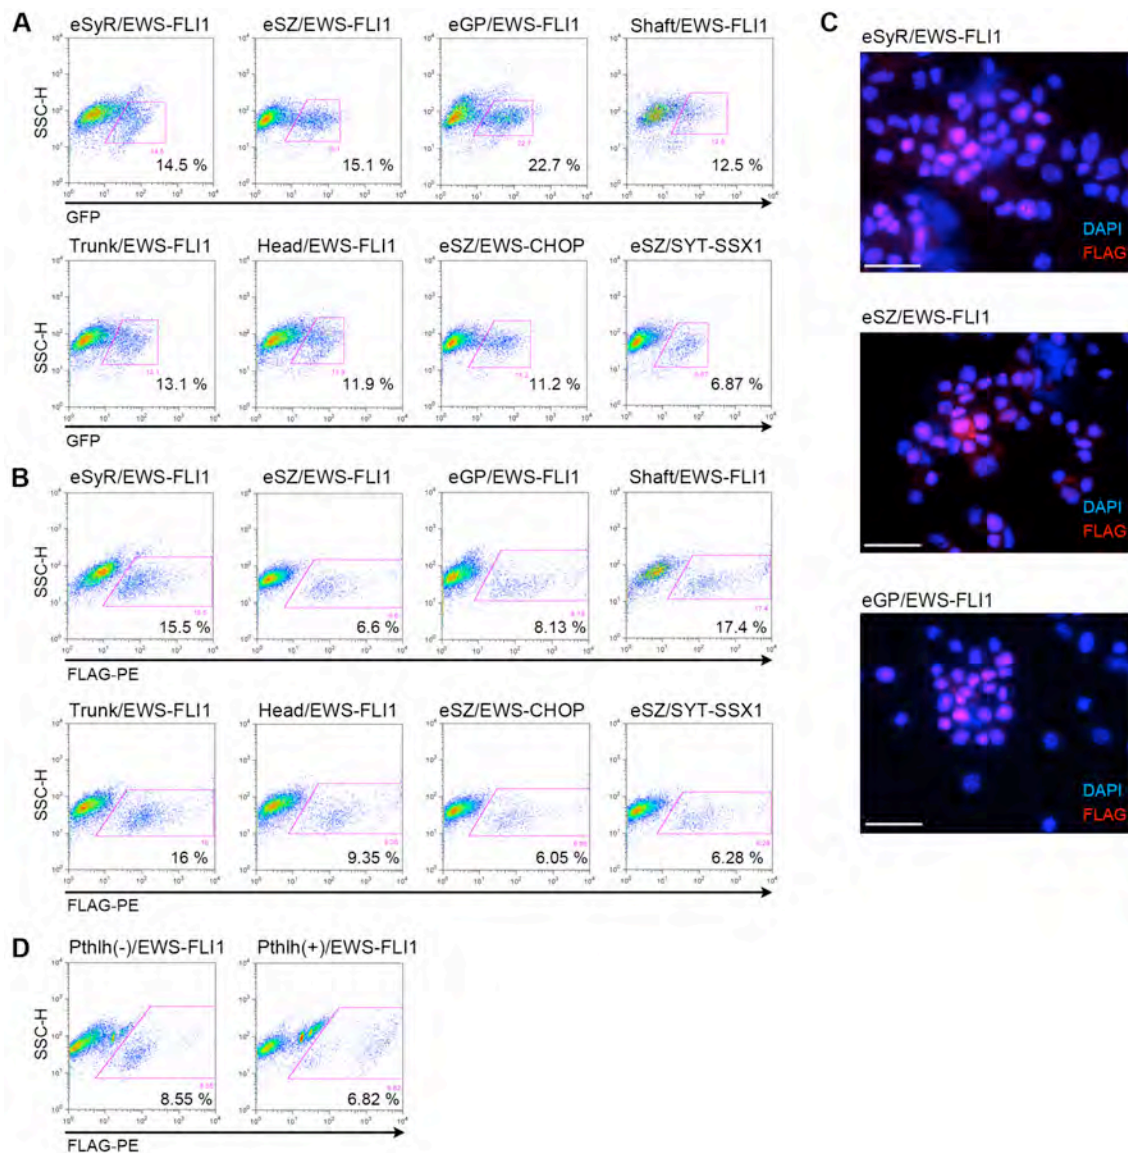 A
eSyR/EWS-FLI1 eSZ/EWS-FLI1 eGP/EWS-FLI1 Shaft/EWS-FLI1
SSC-H
14.5 % 15.1 % 22.7 % 12.5 %
GFP
Trunk/EWS-FLI1 Head/EWS-FLI1 eSZ/EWS-CHOP eSZ/SYT-SSX1
SSC-H
13.1 % 11.9 % 11.2 % 6.87 %
GFP
B
eSyR/EWS-FLI1 eSZ/EWS-FLI1 eGP/EWS-FLI1 Shaft/EWS-FLI1
SSC-H
15.5 % 6.6 % 8.13 % 17.4 %
FLAG-PE
Trunk/EWS-FLI1 Head/EWS-FLI1 eSZ/EWS-CHOP eSZ/SYT-SSX1
SSC-H
16 % 9.35 % 6.05 % 6.28 %
FLAG-PE
C
eSyR/EWS-FLI1
DAPI
FLAG
eSZ/EWS-FLI1
DAPI
FLAG
eGP/EWS-FLI1
DAPI
FLAG
D
Pthlh(-)/EWS-FLI1 Pthlh(+)/EWS-FLI1
SSC-H
8.55 % 6.82 %
FLAG-PE